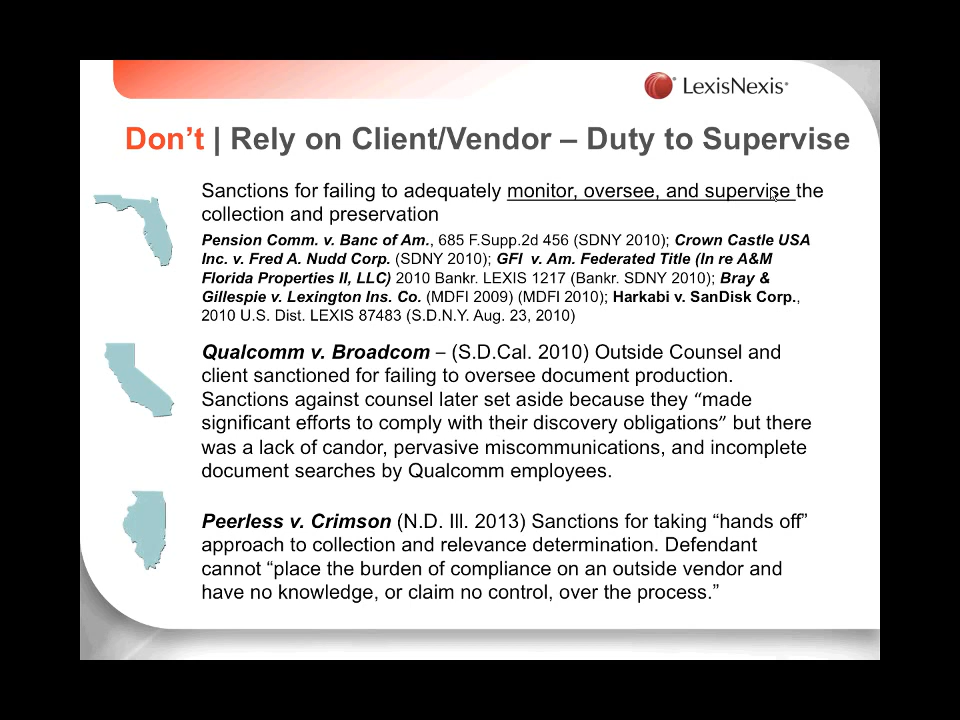 LexisNexis®
Don't | Rely on Client/Vendor – Duty to Supervise
Sanctions for failing to adequately monitor, oversee, and supervise the
collection and preservation
Pension Comm. v. Banc of Am., 685 F.Supp.2d 456 (SDNY 2010); Crown Castle USA
Inc. v. Fred A. Nudd Corp. (SDNY 2010); GFI v. Am. Federated Title (In re A&M
Florida Properties II, LLC) 2010 Bankr. LEXIS 1217 (Bankr. SDNY 2010); Bray &
Gillespie v. Lexington Ins. Co. (MDFI 2009) (MDFI 2010); Harkabi v. SanDisk Corp.,
2010 U.S. Dist. LEXIS 87483 (S.D.N.Y. Aug. 23, 2010)
Qualcomm v. Broadcom – (S.D.Cal. 2010) Outside Counsel and
client sanctioned for failing to oversee document production.
Sanctions against counsel later set aside because they “made
significant efforts to comply with their discovery obligations” but there
was a lack of candor, pervasive miscommunications, and incomplete
document searches by Qualcomm employees.
Peerless v. Crimson (N.D. Ill. 2013) Sanctions for taking “hands off”
approach to collection and relevance determination. Defendant
cannot “place the burden of compliance on an outside vendor and
have no knowledge, or claim no control, over the process.”